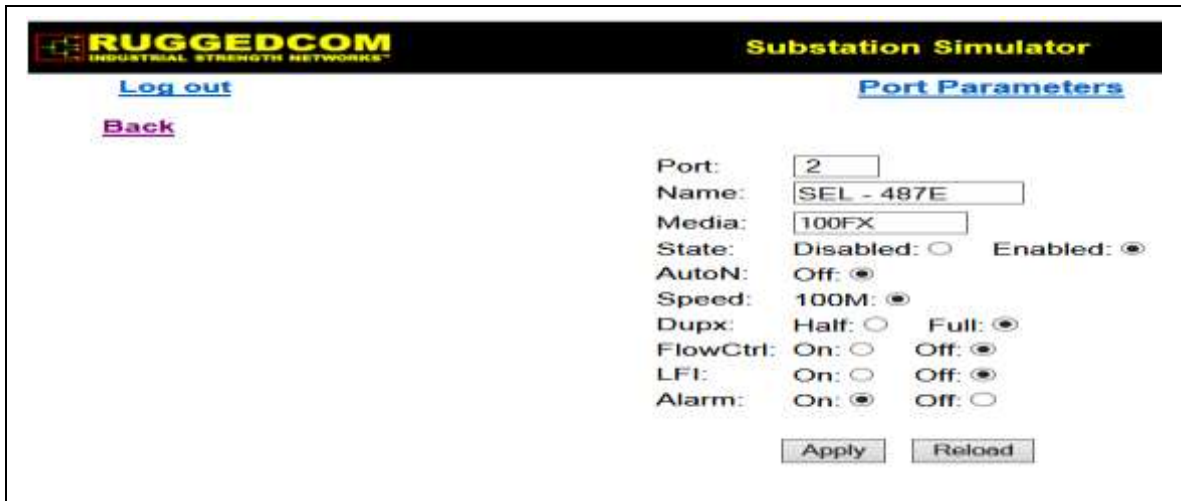 RUGGEDCOM
INDUSTRIAL STRENGTH NETWORKS™
Substation Simulator
Log out
Port Parameters
Back
Port: 2
Name: SEL - 487E
Media: 100FX
State: Disabled: Enabled:
AutoN: Off:
Speed: 100M:
Dupx: Half: Full:
FlowCtrl: On: Off:
LFI: On: Off:
Alarm: On: Off:
Apply Reload